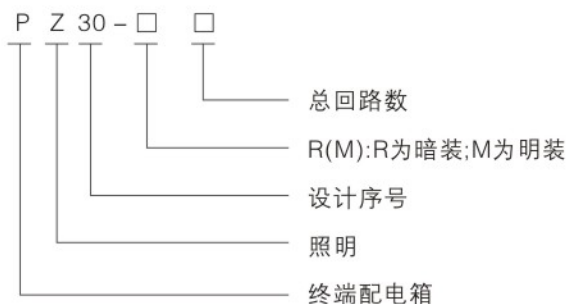 P Z 30 – □ □
总回路数
R(M):R为暗装;M为明装
设计序号
照明
终端配电箱